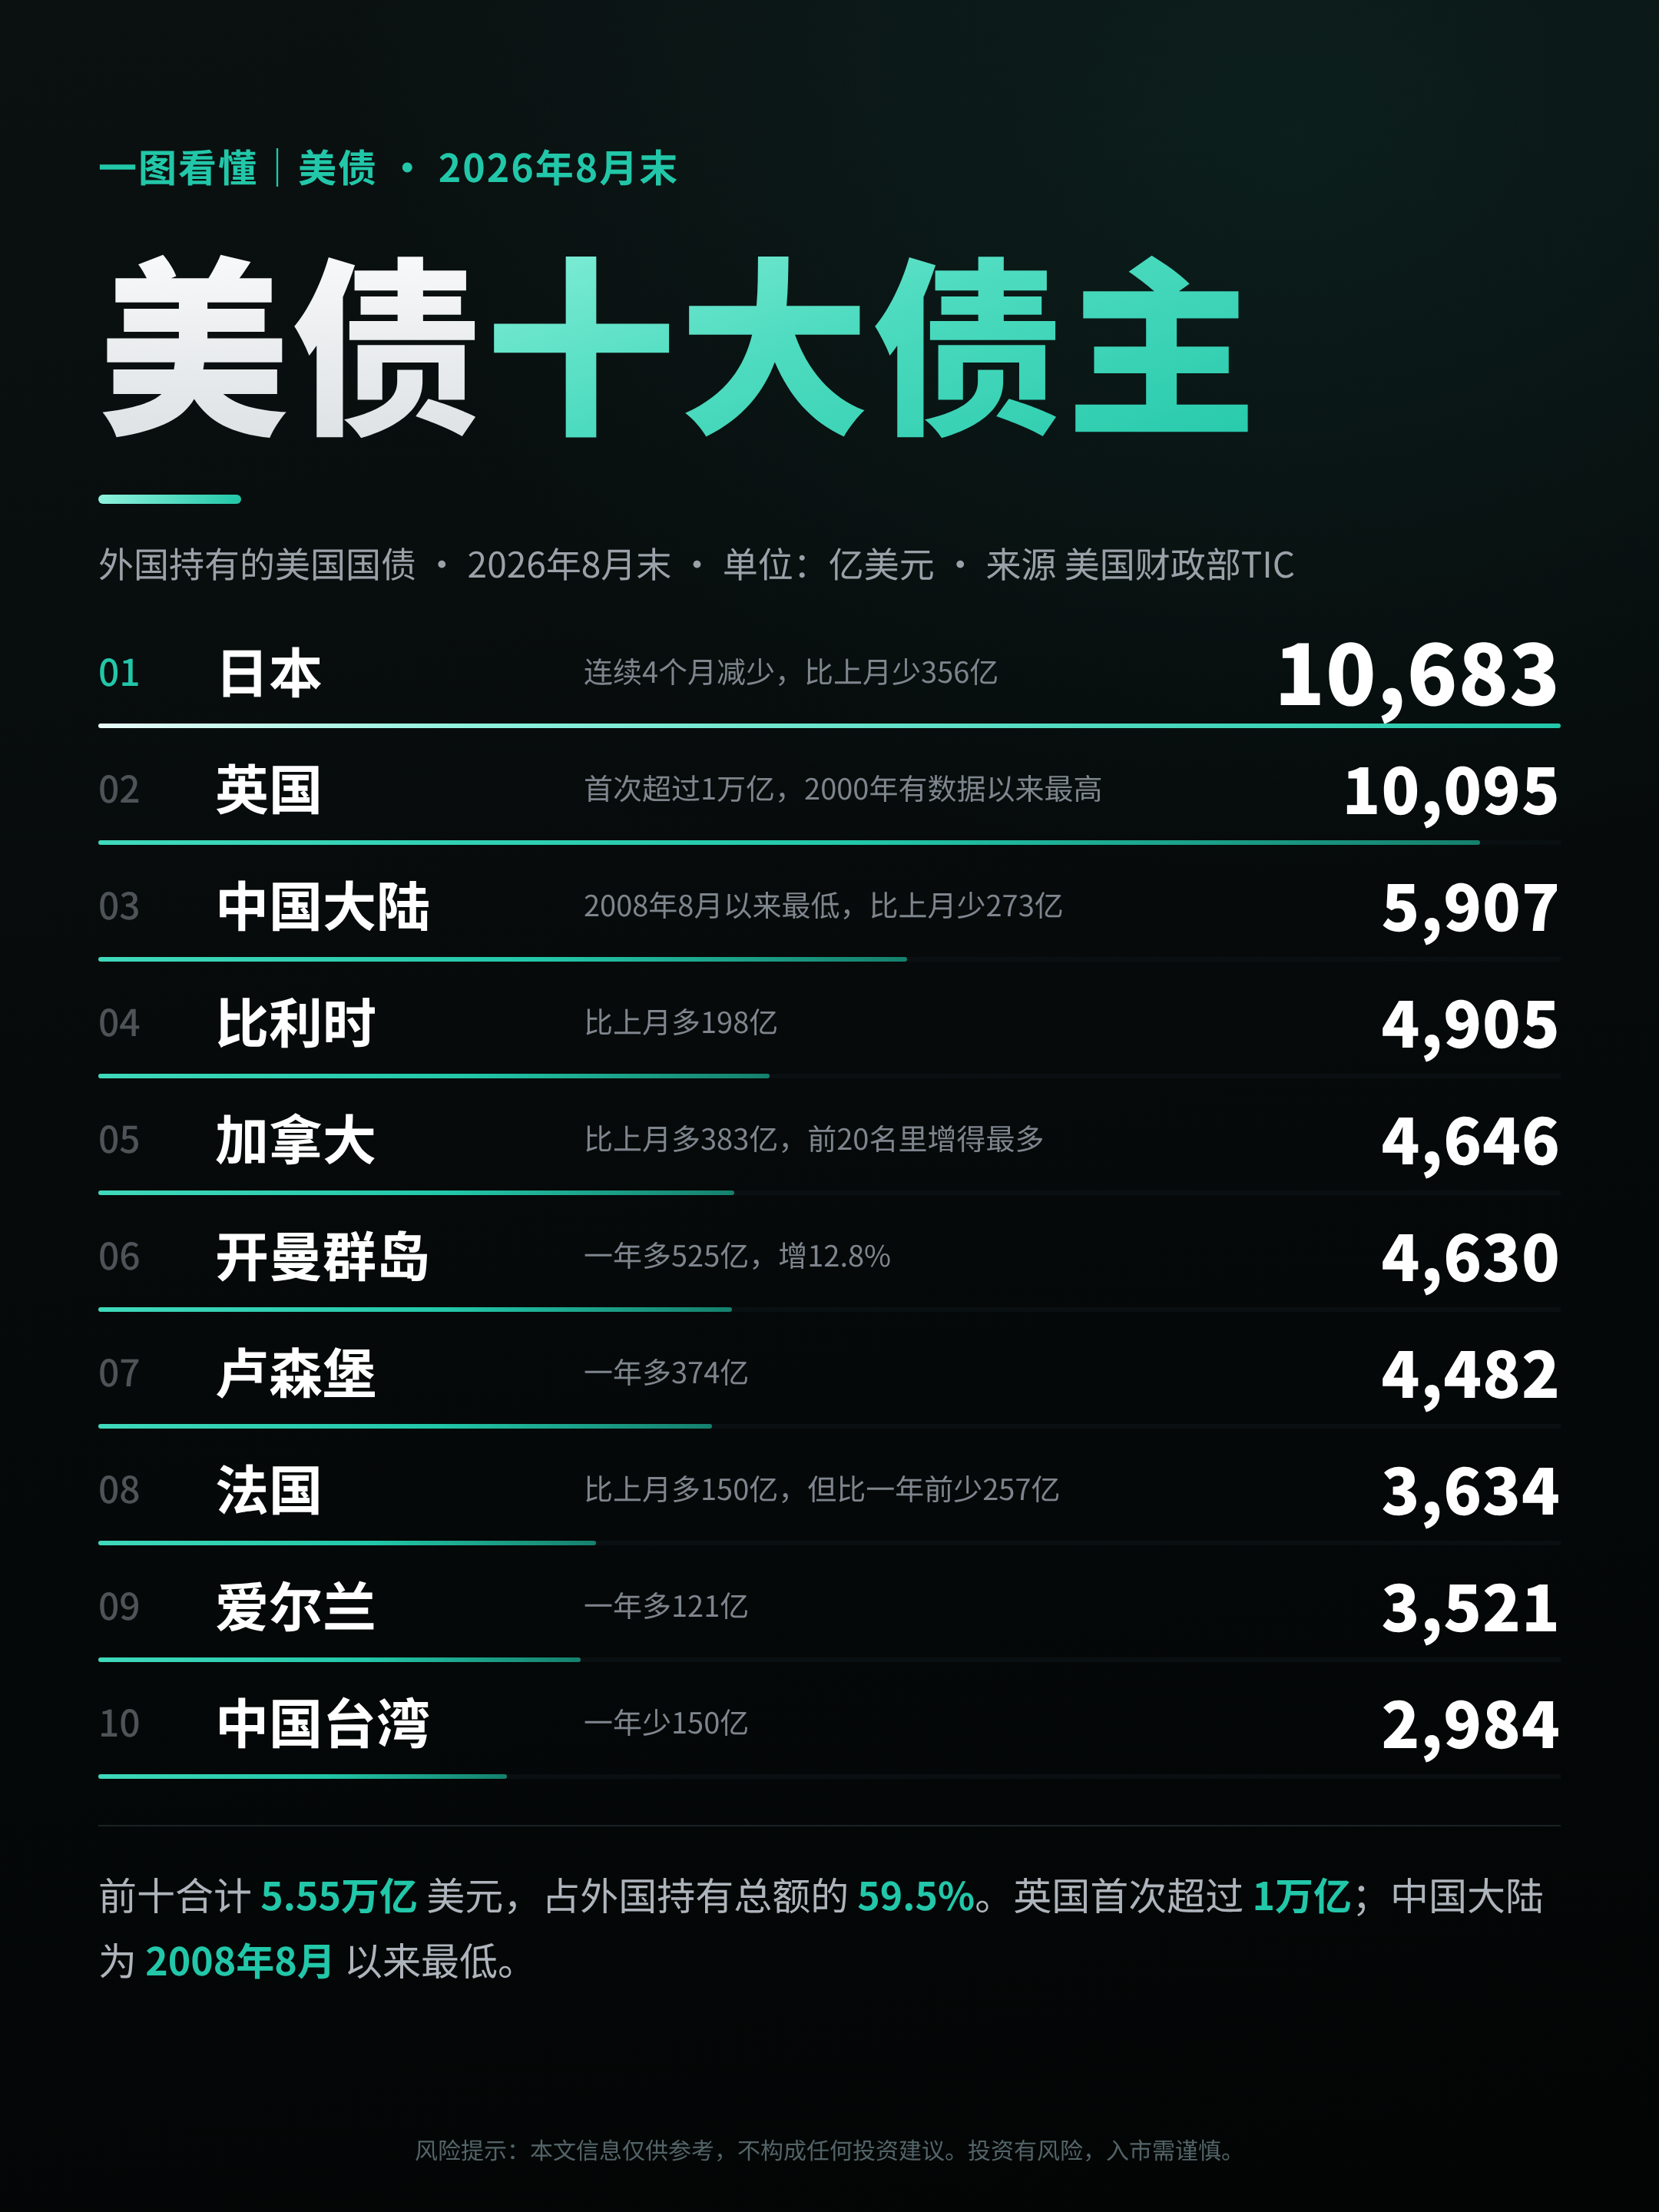 一图看懂｜美债 · 2026年8月末
美债十大债主
外国持有的美国国债 · 2026年8月末 · 单位：亿美元 · 来源 美国财政部TIC
01 日本 连续4个月减少，比上月少356亿 10,683
02 英国 首次超过1万亿，2000年有数据以来最高 10,095
03 中国大陆 2008年8月以来最低，比上月少273亿 5,907
04 比利时 比上月多198亿 4,905
05 加拿大 比上月多383亿，前20名里增得最多 4,646
06 开曼群岛 一年多525亿，增12.8% 4,630
07 卢森堡 一年多374亿 4,482
08 法国 比上月多150亿，但比一年前少257亿 3,634
09 爱尔兰 一年多121亿 3,521
10 中国台湾 一年少150亿 2,984
前十合计 5.55万亿 美元，占外国持有总额的 59.5%。英国首次超过 1万亿；中国大陆
为 2008年8月 以来最低。
风险提示：本文信息仅供参考，不构成任何投资建议。投资有风险，入市需谨慎。